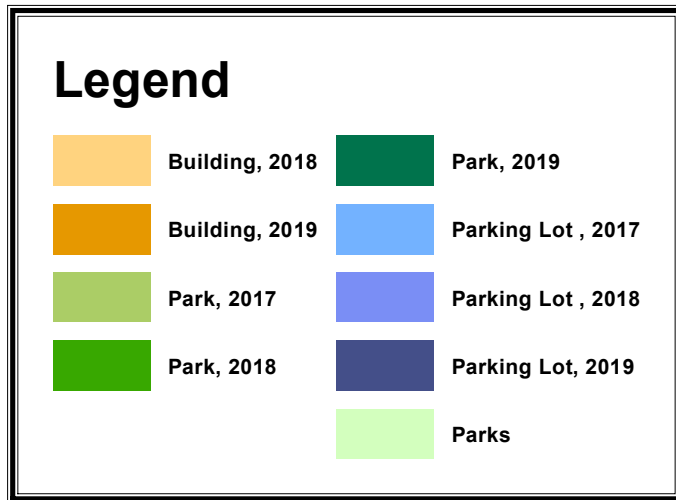 Legend
Building, 2018
Building, 2019
Park, 2017
Park, 2018
Park, 2019
Parking Lot , 2017
Parking Lot , 2018
Parking Lot, 2019
Parks